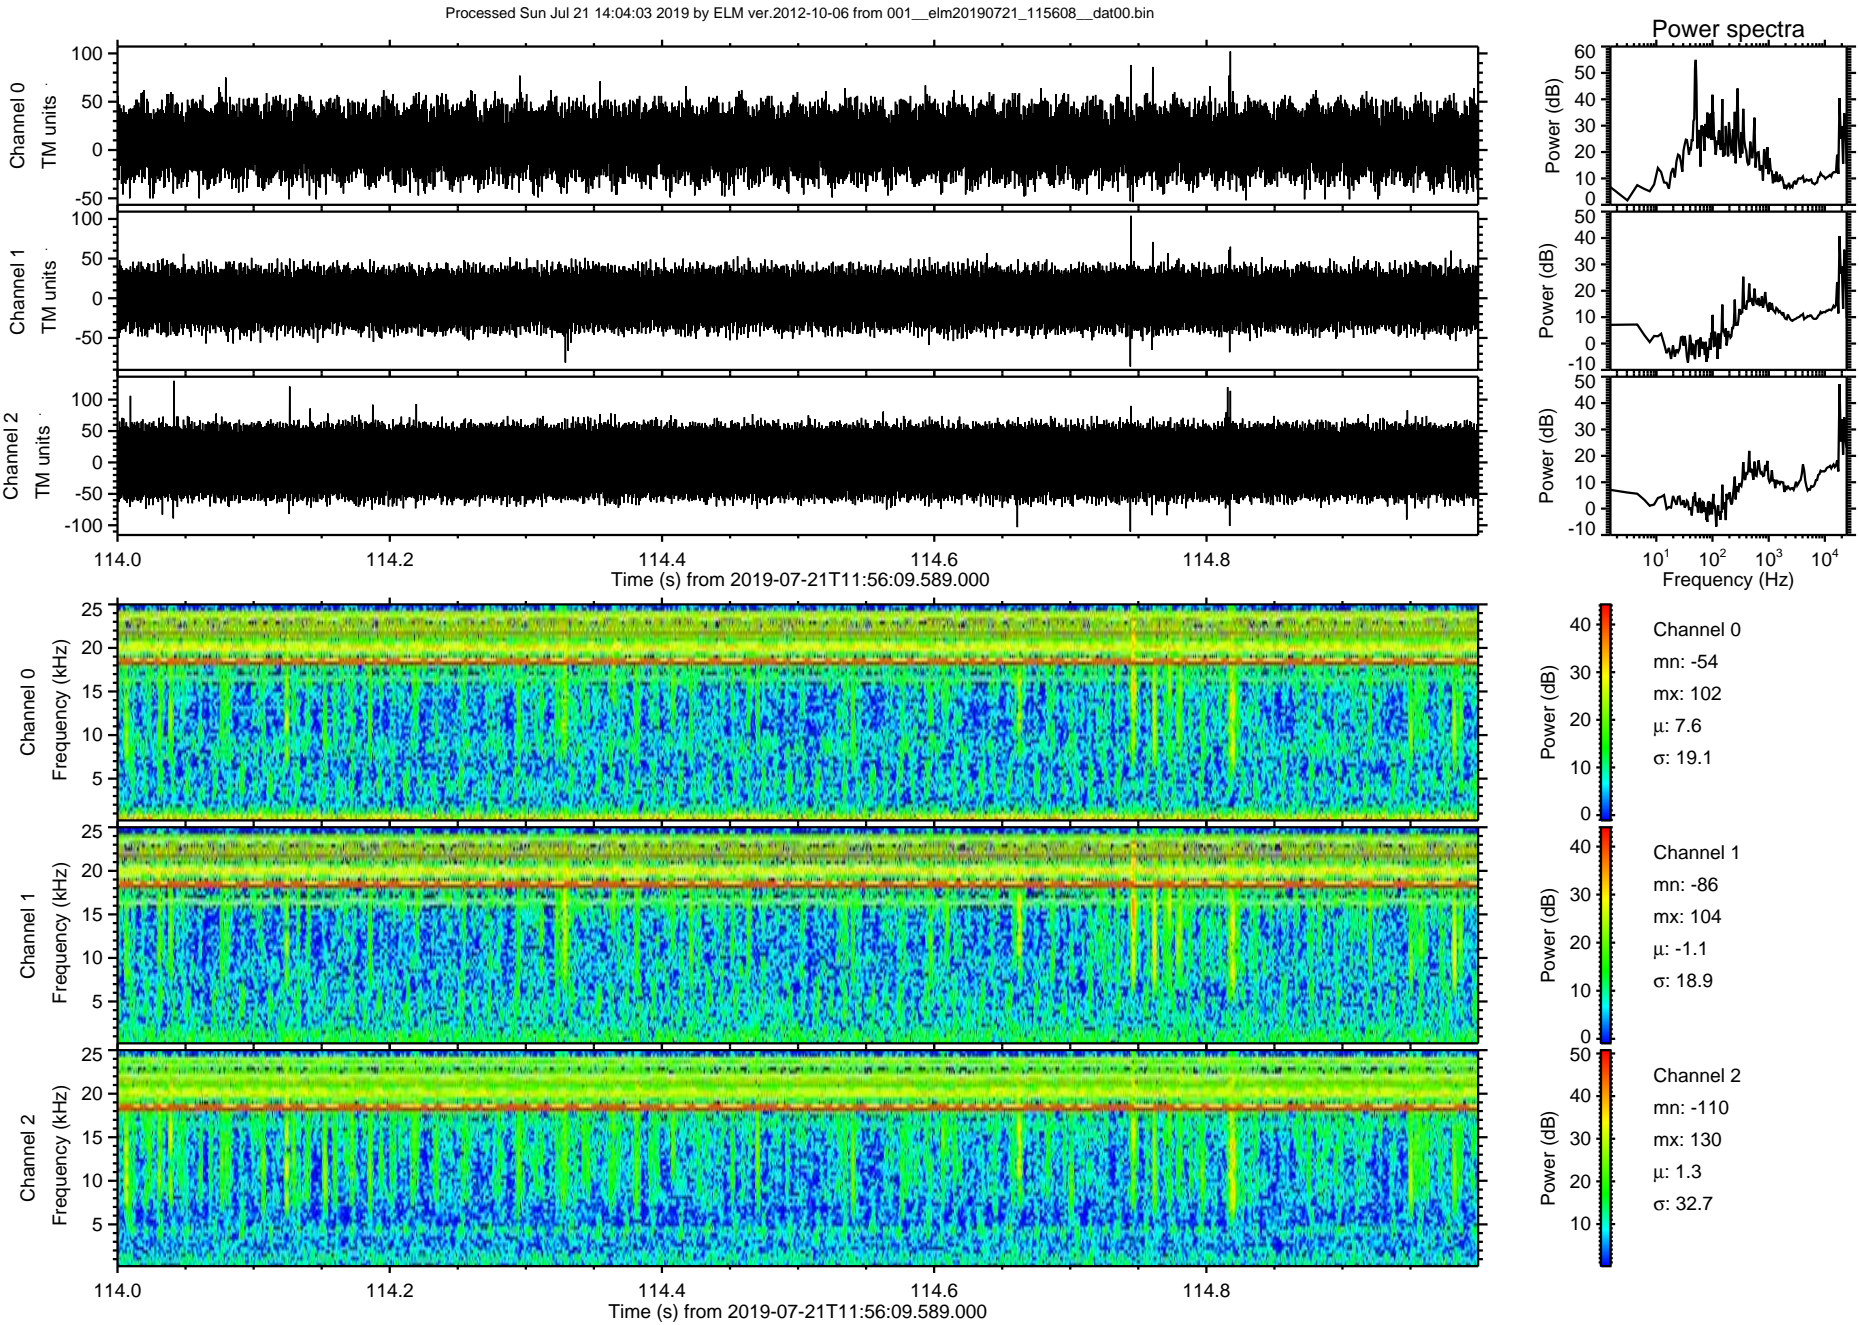 Processed Sun Jul 21 14:04:03 2019 by ELM ver.2012-10-06 from 001__elm20190721_115608__dat00.bin
Power spectra
Channel 0
TM units
100
50
0
-50
Power (dB)
60
50
40
30
20
10
0
Channel 1
TM units
100
50
0
-50
Power (dB)
50
40
30
20
10
0
-10
Channel 2
TM units
100
50
0
-50
-100
Power (dB)
50
40
30
20
10
0
-10
114.0 114.2 114.4 114.6 114.8
Time (s) from 2019-07-21T11:56:09.589.000
10¹ 10² 10³ 10⁴
Frequency (Hz)
Channel 0
Frequency (kHz)
25
20
15
10
5
Power (dB)
40
30
20
10
0
Channel 0
mn: -54
mx: 102
μ: 7.6
σ: 19.1
Channel 1
Frequency (kHz)
25
20
15
10
5
Power (dB)
40
30
20
10
0
Channel 1
mn: -86
mx: 104
μ: -1.1
σ: 18.9
Channel 2
Frequency (kHz)
25
20
15
10
5
Power (dB)
50
40
30
20
10
Channel 2
mn: -110
mx: 130
μ: 1.3
σ: 32.7
114.0 114.2 114.4 114.6 114.8
Time (s) from 2019-07-21T11:56:09.589.000